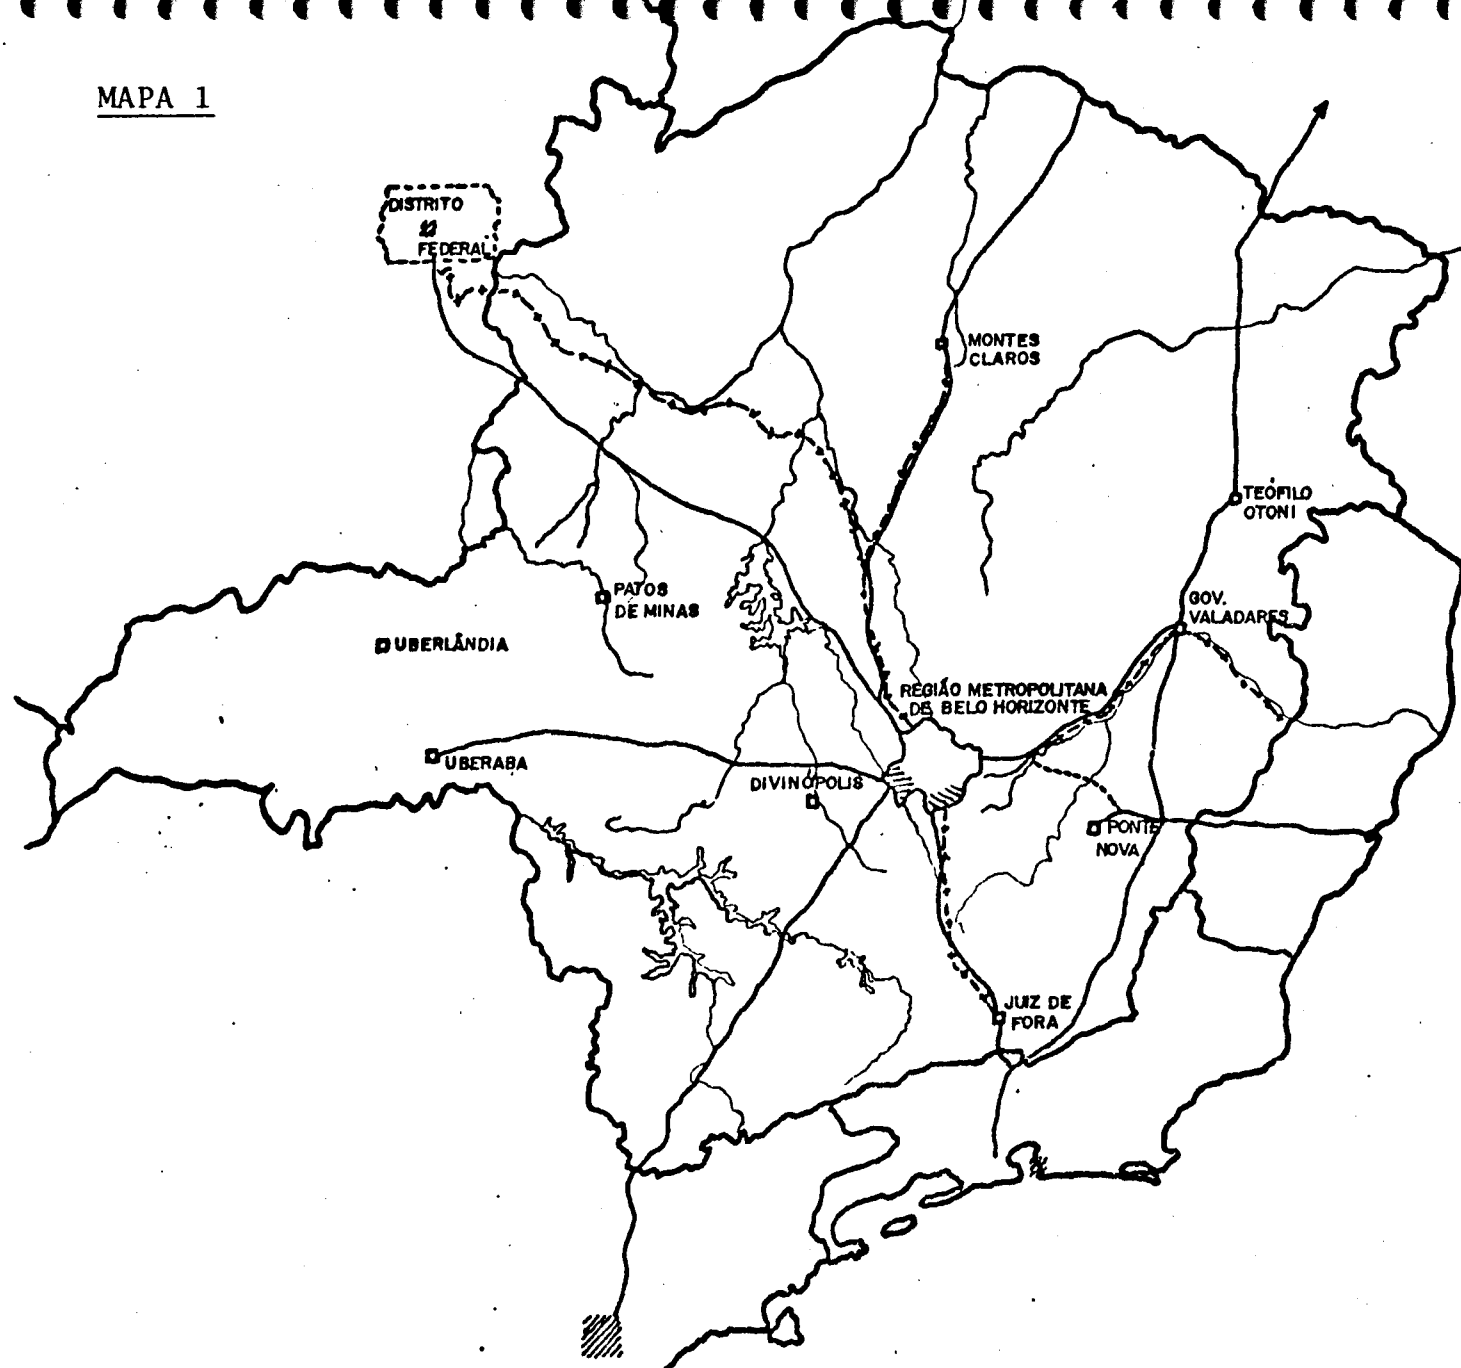 MAPA 1
DISTRITO
FEDERAL
MONTES
CLAROS
TEÓFILO
OTONI
PATOS
DE MINAS
GOV.
VALADARES
UBERLÂNDIA
REGIÃO METROPOLITANA
DE BELO HORIZONTE
UBERABA
DIVINÓPOLIS
PONTE
NOVA
JUIZ DE
FORA